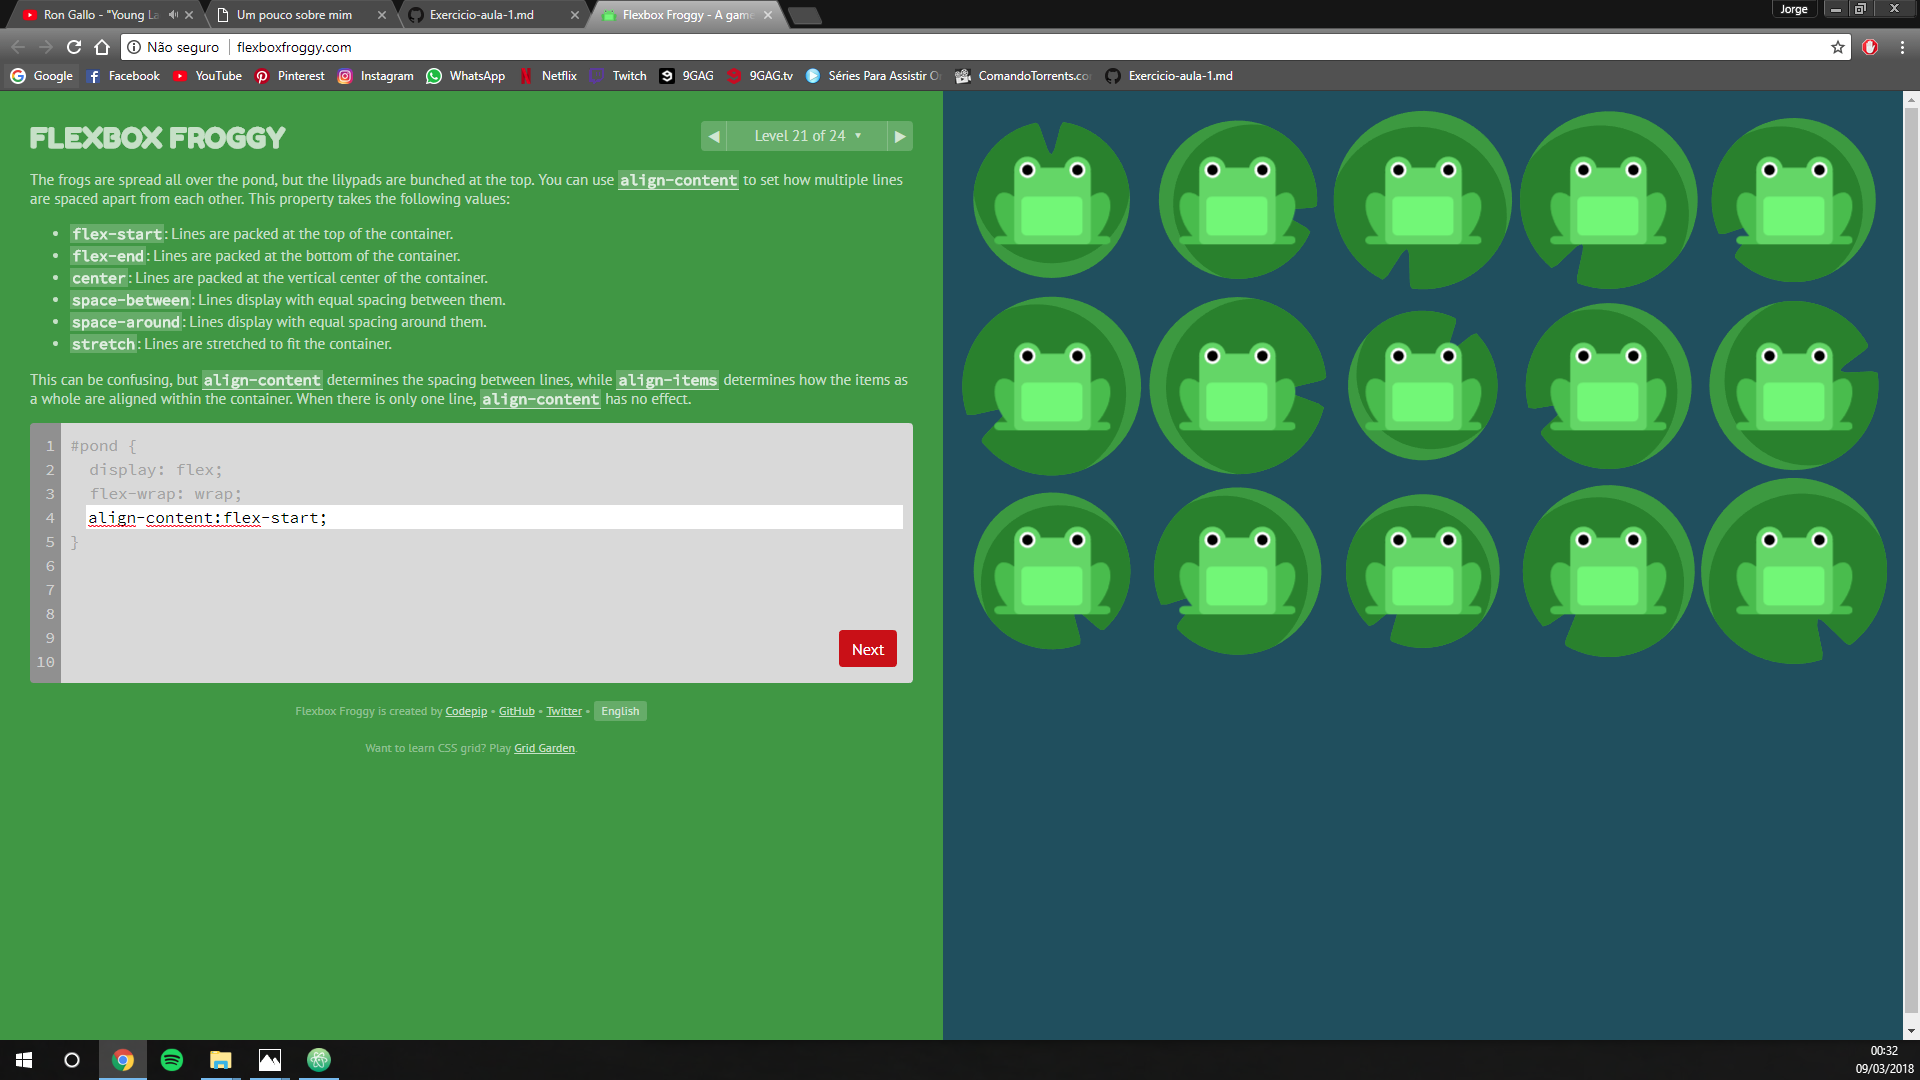 Ron Gallo - "Young La
Um pouco sobre mim
Exercicio-aula-1.md
Flexbox Froggy - A game
Jorge
Não seguro
flexboxfroggy.com
Google
Facebook
YouTube
Pinterest
Instagram
WhatsApp
Netflix
Twitch
9GAG
9GAG.tv
Séries Para Assistir O
ComandoTorrents.co
Exercicio-aula-1.md
FLEXBOX FROGGY
Level 21 of 24
The frogs are spread all over the pond, but the lilypads are bunched at the top. You can use align-content to set how multiple lines
are spaced apart from each other. This property takes the following values:
• flex-start: Lines are packed at the top of the container.
• flex-end: Lines are packed at the bottom of the container.
• center: Lines are packed at the vertical center of the container.
• space-between: Lines display with equal spacing between them.
• space-around: Lines display with equal spacing around them.
• stretch: Lines are stretched to fit the container.
This can be confusing, but align-content determines the spacing between lines, while align-items determines how the items as
a whole are aligned within the container. When there is only one line, align-content has no effect.
1 #pond {
2 display: flex;
3 flex-wrap: wrap;
4 align-content:flex-start;
5 }
6
7
8
9
10
Next
Flexbox Froggy is created by Codepip • GitHub • Twitter • English
Want to learn CSS grid? Play Grid Garden.
00:32
09/03/2018